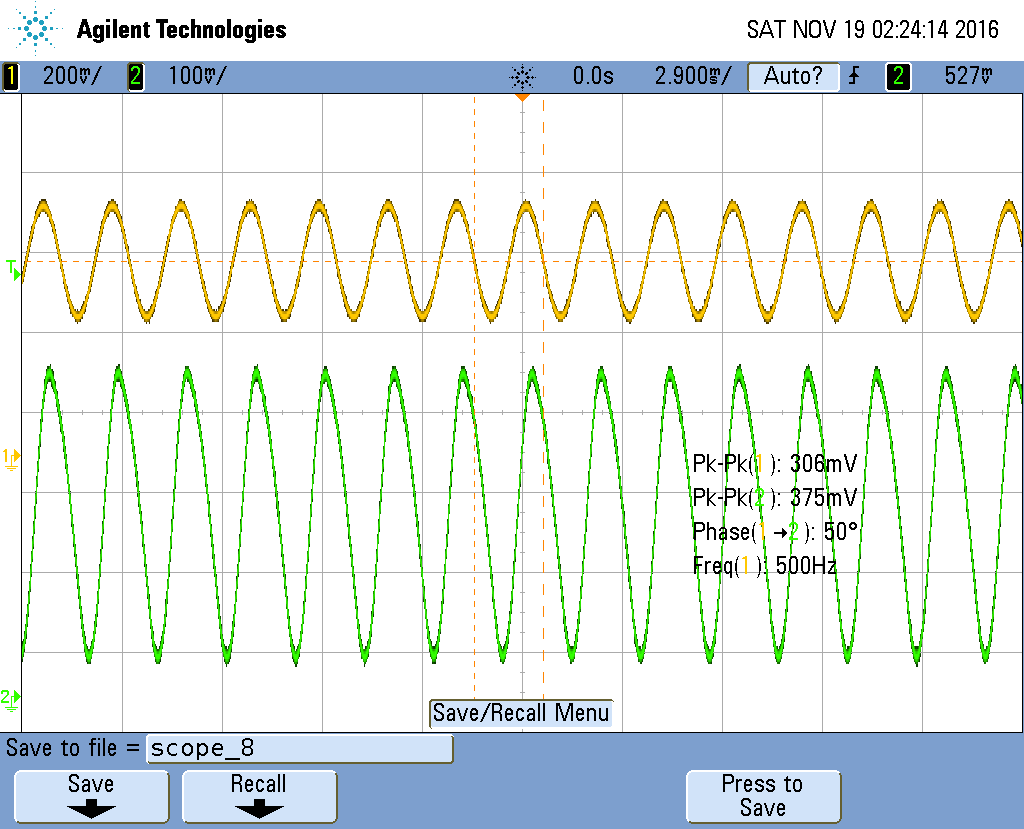 Agilent Technologies
SAT NOV 19 02:24:14 2016
1 200mV/ 2 100mV/ 0.0s 2.900ms/ Auto? 2 527mV
T
1
2
Pk-Pk(1): 306mV
Pk-Pk(2): 375mV
Phase(1→2): 50°
Freq(1): 500Hz
Save/Recall Menu
Save to file = scope_8
Save
Recall
Press to
Save